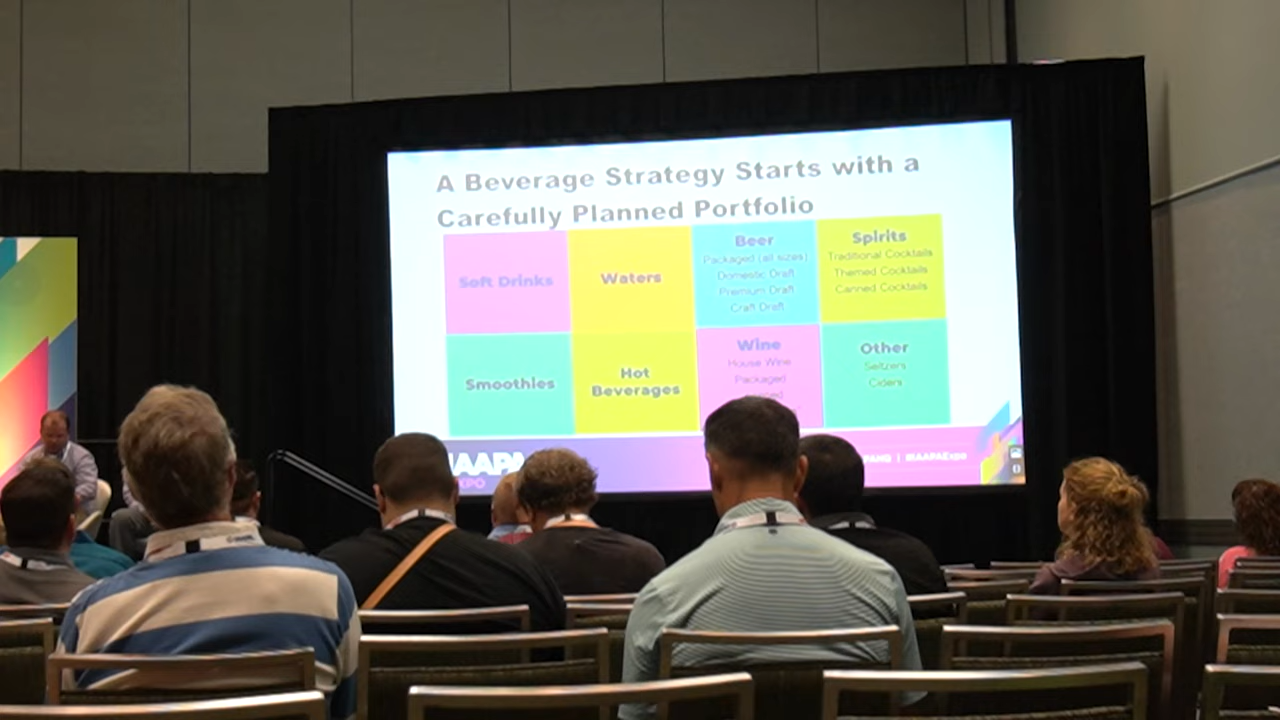 A Beverage Strategy Starts with a
Carefully Planned Portfolio
Soft Drinks
Waters
Beer
Packaged (all sizes)
Domestic Draft
Premium Draft
Craft Draft
Spirits
Traditional Cocktails
Themed Cocktails
Canned Cocktails
Smoothies
Hot
Beverages
Wine
House Wine
Packaged
Other
Seltzers
Ciders
IAAPA
EXPO
#IAAPAExpo